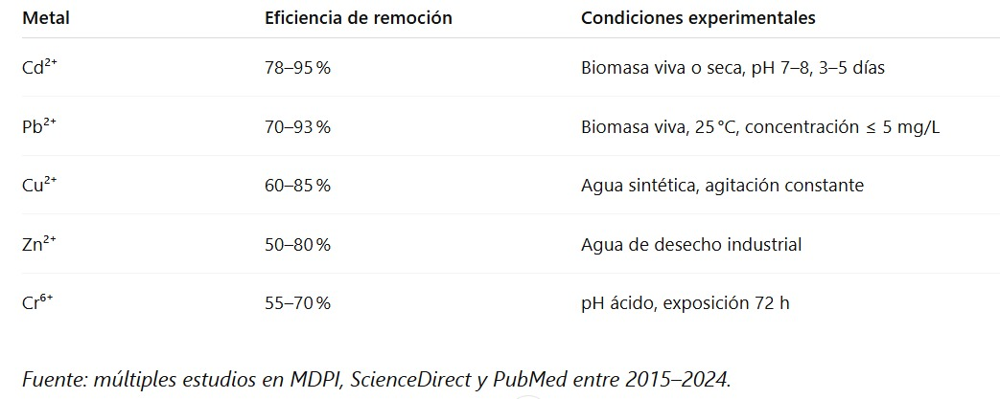 Metal Eficiencia de remoción Condiciones experimentales
Cd²⁺ 78–95 % Biomasa viva o seca, pH 7–8, 3–5 días
Pb²⁺ 70–93 % Biomasa viva, 25 °C, concentración ≤ 5 mg/L
Cu²⁺ 60–85 % Agua sintética, agitación constante
Zn²⁺ 50–80 % Agua de desecho industrial
Cr⁶⁺ 55–70 % pH ácido, exposición 72 h
Fuente: múltiples estudios en MDPI, ScienceDirect y PubMed entre 2015–2024.